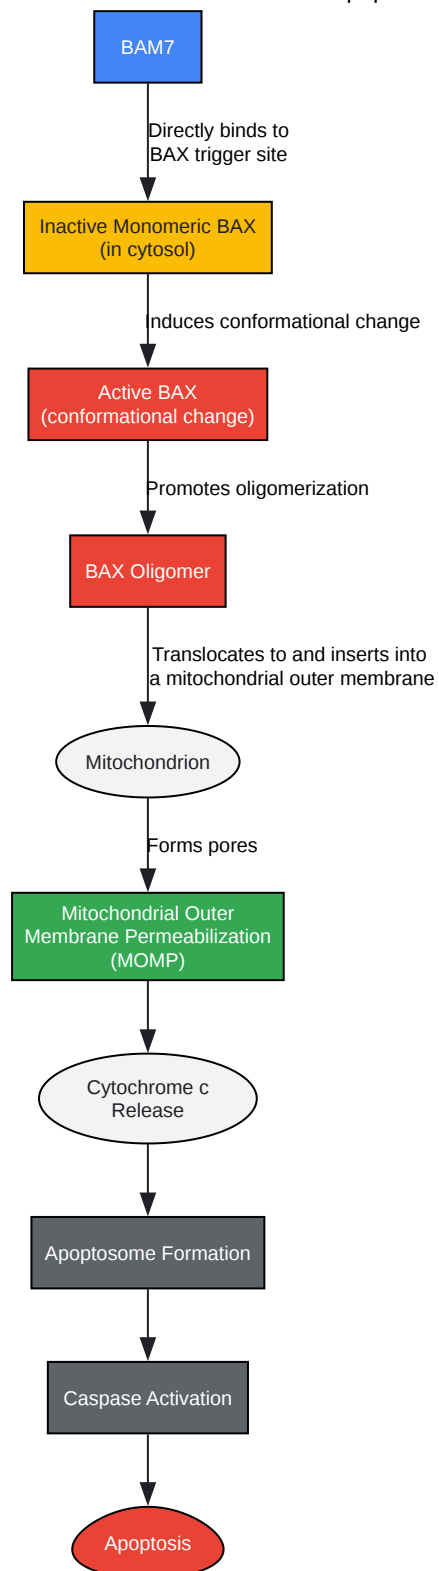 BAM7
Directly binds to
BAX trigger site
Inactive Monomeric BAX
(in cytosol)
Induces conformational change
Active BAX
(conformational change)
Promotes oligomerization
BAX Oligomer
Translocates to and inserts into
a mitochondrial outer membrane
Mitochondrion
Forms pores
Mitochondrial Outer
Membrane Permeabilization
(MOMP)
Cytochrome c
Release
Apoptosome Formation
Caspase Activation
Apoptosis